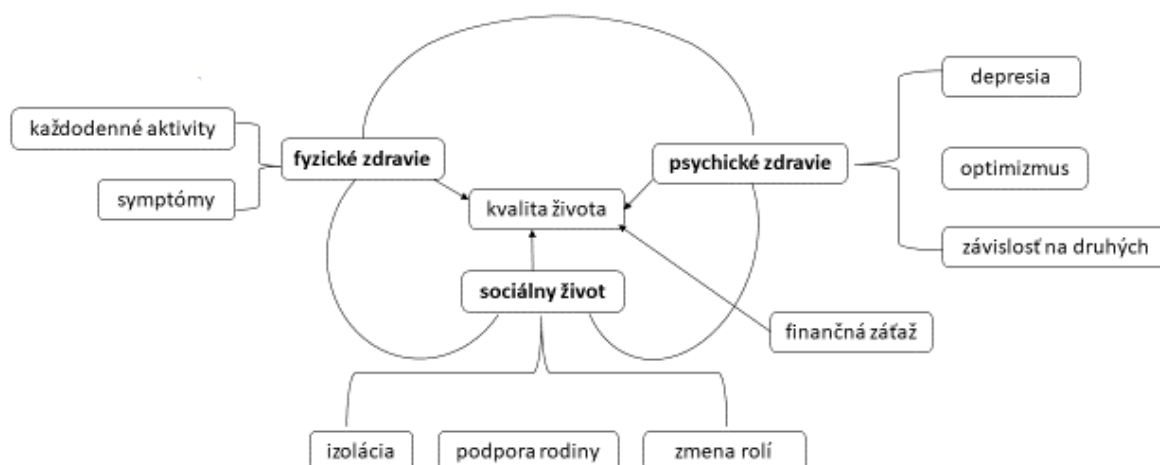 depresia
každodenné aktivity
fyzické zdravie
psychické zdravie
optimizmus
symptómy
kvalita života
závislosť na druhých
sociálny život
finančná záťaž
izolácia
podpora rodiny
zmena rolí